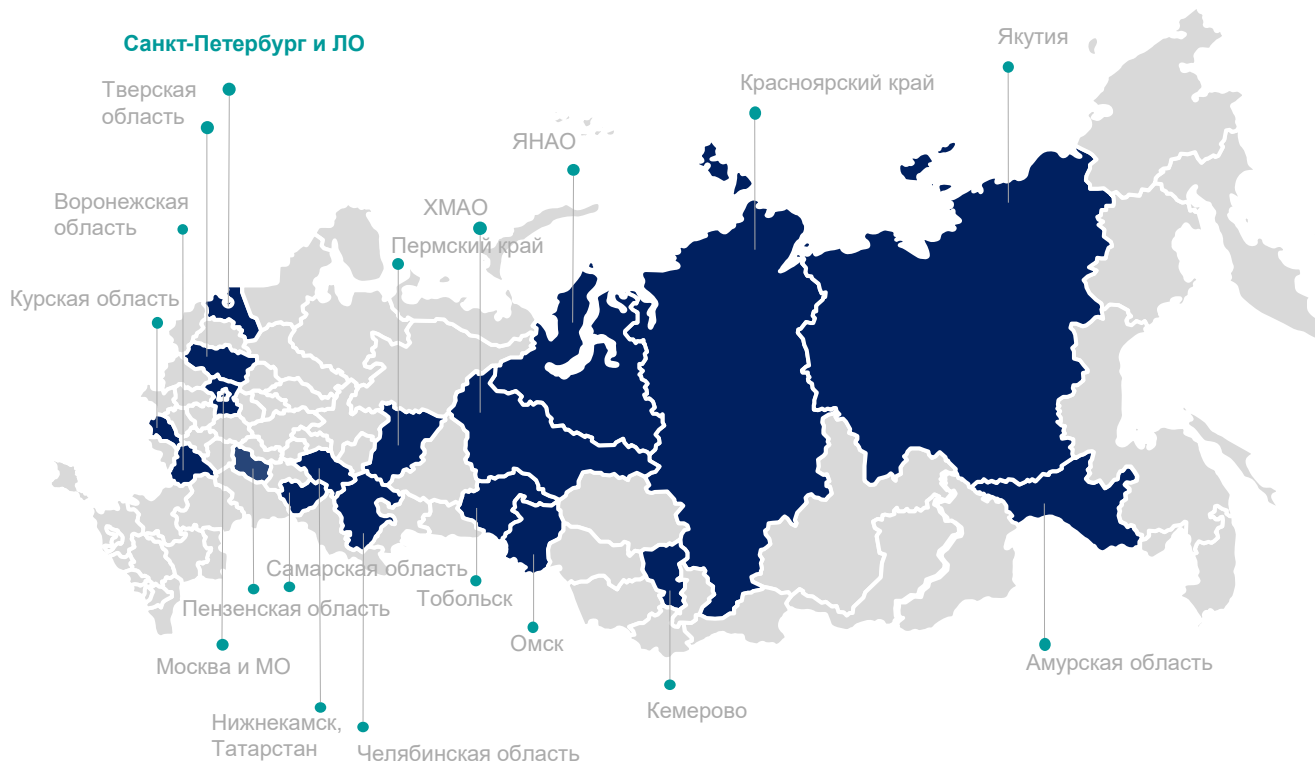 Санкт-Петербург и ЛО
Якутия
Красноярский край
Тверская
область
ЯНАО
Воронежская
область
ХМАО
Пермский край
Курская область
Самарская область
Тобольск
Пензенская область
Омск
Москва и МО
Амурская область
Кемерово
Нижнекамск,
Татарстан
Челябинская область